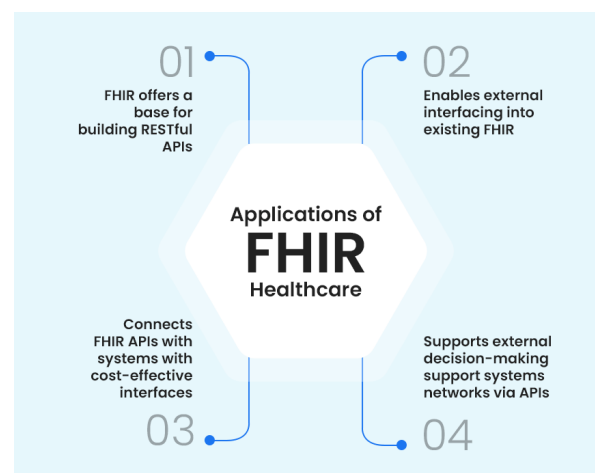 01
FHIR offers a
base for
building RESTful
APIs
02
Enables external
interfacing into
existing FHIR
Applications of
FHIR
Healthcare
Connects
FHIR APIs with
systems with
cost-effective
interfaces
03
Supports external
decision-making
support systems
networks via APIs
04